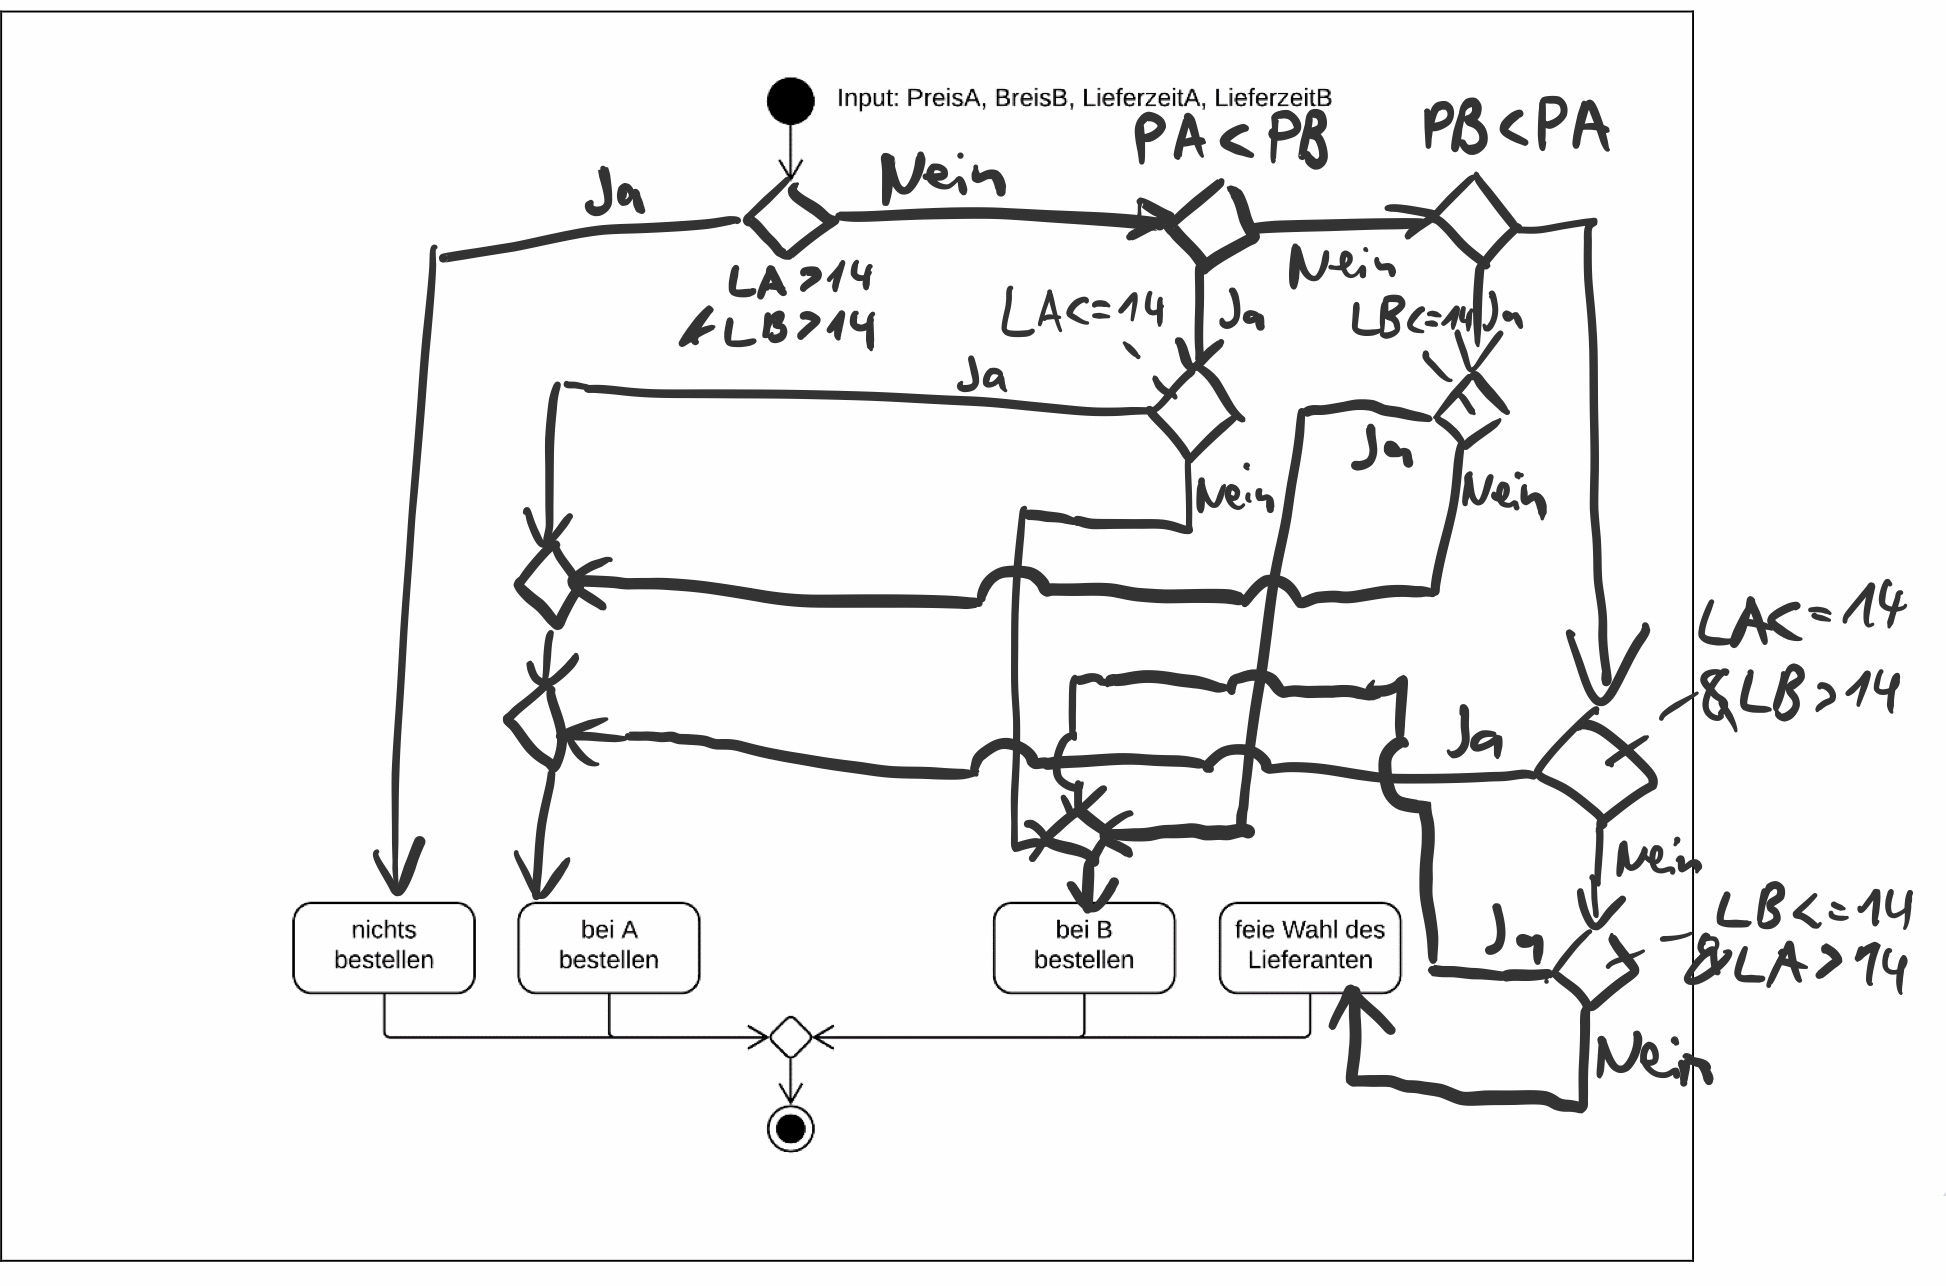 Input: PreisA, BreisB, LieferzeitA, LieferzeitB
PA < PB
PB < PA
Ja
Nein
Nein
LA > 14
& LB > 14
LA <= 14
Ja
LB <= 14
Ja
Ja
Ja
Nein
Nein
LA <= 14
& LB > 14
Ja
Nein
LB <= 14
& LA > 14
Ja
nichts
bestellen
bei A
bestellen
bei B
bestellen
feie Wahl des
Lieferanten
Nein